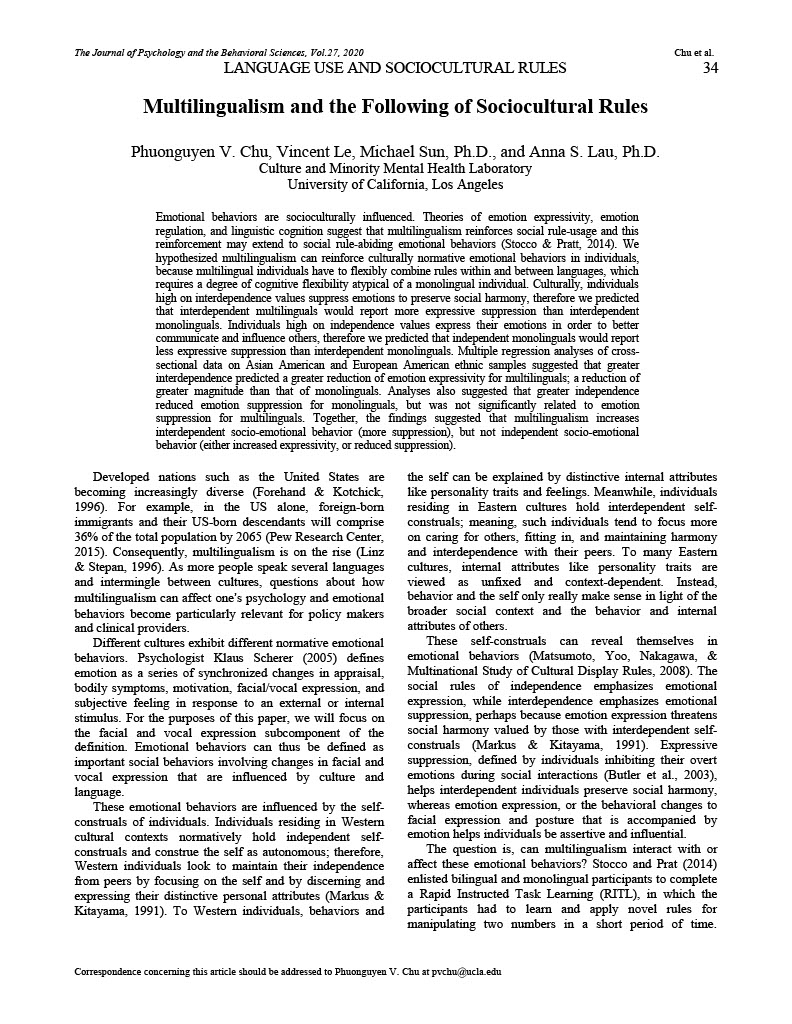 The Journal of Psychology and the Behavioral Sciences, Vol.27, 2020
Chu et al.
LANGUAGE USE AND SOCIOCULTURAL RULES
34
Multilingualism and the Following of Sociocultural Rules
Phuonguyen V. Chu, Vincent Le, Michael Sun, Ph.D., and Anna S. Lau, Ph.D.
Culture and Minority Mental Health Laboratory
University of California, Los Angeles
Emotional behaviors are socioculturally influenced. Theories of emotion expressivity, emotion
regulation, and linguistic cognition suggest that multilingualism reinforces social rule-usage and this
reinforcement may extend to social rule-abiding emotional behaviors (Stocco & Pratt, 2014). We
hypothesized multilingualism can reinforce culturally normative emotional behaviors in individuals,
because multilingual individuals have to flexibly combine rules within and between languages, which
requires a degree of cognitive flexibility atypical of a monolingual individual. Culturally, individuals
high on interdependence values suppress emotions to preserve social harmony, therefore we predicted
that interdependent multilinguals would report more expressive suppression than interdependent
monolinguals. Individuals high on independence values express their emotions in order to better
communicate and influence others, therefore we predicted that independent monolinguals would report
less expressive suppression than interdependent monolinguals. Multiple regression analyses of cross-
sectional data on Asian American and European American ethnic samples suggested that greater
interdependence predicted a greater reduction of emotion expressivity for multilinguals; a reduction of
greater magnitude than that of monolinguals. Analyses also suggested that greater independence
reduced emotion suppression for monolinguals, but was not significantly related to emotion
suppression for multilinguals. Together, the findings suggested that multilingualism increases
interdependent socio-emotional behavior (more suppression), but not independent socio-emotional
behavior (either increased expressivity, or reduced suppression).
Developed nations such as the United States are
becoming increasingly diverse (Forehand & Kotchick,
1996). For example, in the US alone, foreign-born
immigrants and their US-born descendants will comprise
36% of the total population by 2065 (Pew Research Center,
2015). Consequently, multilingualism is on the rise (Linz
& Stepan, 1996). As more people speak several languages
and intermingle between cultures, questions about how
multilingualism can affect one's psychology and emotional
behaviors become particularly relevant for policy makers
and clinical providers.
Different cultures exhibit different normative emotional
behaviors. Psychologist Klaus Scherer (2005) defines
emotion as a series of synchronized changes in appraisal,
bodily symptoms, motivation, facial/vocal expression, and
subjective feeling in response to an external or internal
stimulus. For the purposes of this paper, we will focus on
the facial and vocal expression subcomponent of the
definition. Emotional behaviors can thus be defined as
important social behaviors involving changes in facial and
vocal expression that are influenced by culture and
language.
These emotional behaviors are influenced by the self-
construals of individuals. Individuals residing in Western
cultural contexts normatively hold independent self-
construals and construe the self as autonomous; therefore,
Western individuals look to maintain their independence
from peers by focusing on the self and by discerning and
expressing their distinctive personal attributes (Markus &
Kitayama, 1991). To Western individuals, behaviors and
the self can be explained by distinctive internal attributes
like personality traits and feelings. Meanwhile, individuals
residing in Eastern cultures hold interdependent self-
construals; meaning, such individuals tend to focus more
on caring for others, fitting in, and maintaining harmony
and interdependence with their peers. To many Eastern
cultures, internal attributes like personality traits are
viewed as unfixed and context-dependent. Instead,
behavior and the self only really make sense in light of the
broader social context and the behavior and internal
attributes of others.
These self-construals can reveal themselves in
emotional behaviors (Matsumoto, Yoo, Nakagawa, &
Multinational Study of Cultural Display Rules, 2008). The
social rules of independence emphasizes emotional
expression, while interdependence emphasizes emotional
suppression, perhaps because emotion expression threatens
social harmony valued by those with interdependent self-
construals (Markus & Kitayama, 1991). Expressive
suppression, defined by individuals inhibiting their overt
emotions during social interactions (Butler et al., 2003),
helps interdependent individuals preserve social harmony,
whereas emotion expression, or the behavioral changes to
facial expression and posture that is accompanied by
emotion helps individuals be assertive and influential.
The question is, can multilingualism interact with or
affect these emotional behaviors? Stocco and Prat (2014)
enlisted bilingual and monolingual participants to complete
a Rapid Instructed Task Learning (RITL), in which the
participants had to learn and apply novel rules for
manipulating two numbers in a short period of time.
Correspondence concerning this article should be addressed to Phuonguyen V. Chu at pvchu@ucla.edu